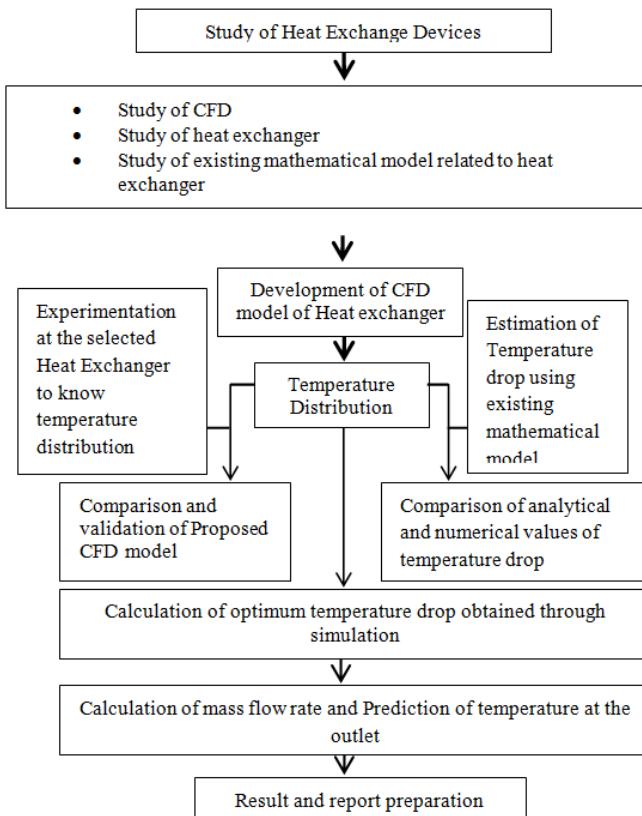 Study of Heat Exchange Devices
• Study of CFD
• Study of heat exchanger
• Study of existing mathematical model related to heat
exchanger
Development of CFD
model of Heat exchanger
Experimentation
at the selected
Heat Exchanger
to know
temperature
distribution
Temperature
Distribution
Estimation of
Temperature
drop using
existing
mathematical
model
Comparison and
validation of Proposed
CFD model
Comparison of analytical
and numerical values of
temperature drop
Calculation of optimum temperature drop obtained through
simulation
Calculation of mass flow rate and Prediction of temperature at the
outlet
Result and report preparation